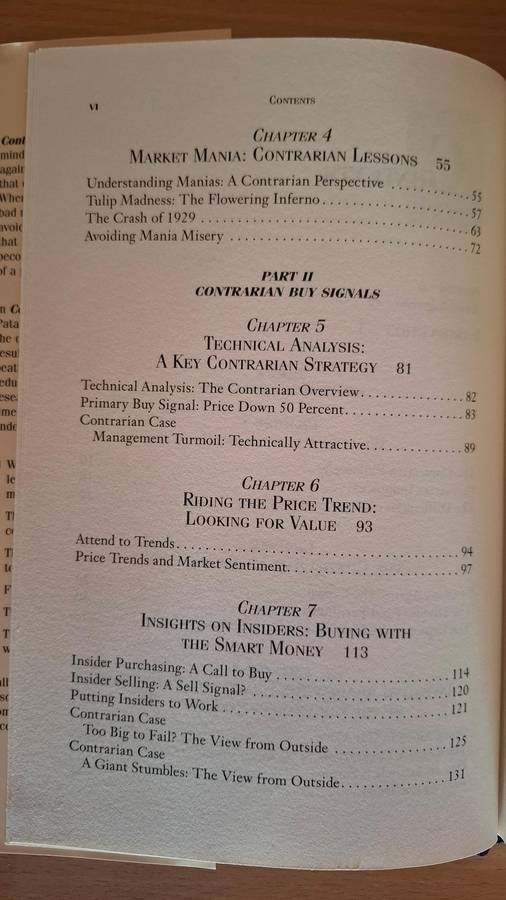 VI
CONTENTS
CHAPTER 4
MARKET MANIA: CONTRARIAN LESSONS 55
Understanding Manias: A Contrarian Perspective . . . . . . . . . . 55
Tulip Madness: The Flowering Inferno . . . . . . . . . . . . . . . . . . . 57
The Crash of 1929 . . . . . . . . . . . . . . . . . . . . . . . . . . . . . . . . . . . 63
Avoiding Mania Misery . . . . . . . . . . . . . . . . . . . . . . . . . . . . . . . 72
PART II
CONTRARIAN BUY SIGNALS
CHAPTER 5
TECHNICAL ANALYSIS:
A KEY CONTRARIAN STRATEGY 81
Technical Analysis: The Contrarian Overview . . . . . . . . . . . . . 82
Primary Buy Signal: Price Down 50 Percent . . . . . . . . . . . . . . . 83
Contrarian Case
Management Turmoil: Technically Attractive . . . . . . . . . . . . 89
CHAPTER 6
RIDING THE PRICE TREND:
LOOKING FOR VALUE 93
Attend to Trends . . . . . . . . . . . . . . . . . . . . . . . . . . . . . . . . . . . . 94
Price Trends and Market Sentiment . . . . . . . . . . . . . . . . . . . . . . 97
CHAPTER 7
INSIGHTS ON INSIDERS: BUYING WITH
THE SMART MONEY 113
Insider Purchasing: A Call to Buy . . . . . . . . . . . . . . . . . . . . . . . 114
Insider Selling: A Sell Signal? . . . . . . . . . . . . . . . . . . . . . . . . . . 120
Putting Insiders to Work . . . . . . . . . . . . . . . . . . . . . . . . . . . . . . 121
Contrarian Case
Too Big to Fail? The View from Outside . . . . . . . . . . . . . . . 125
Contrarian Case
A Giant Stumbles: The View from Outside . . . . . . . . . . . . . . 131